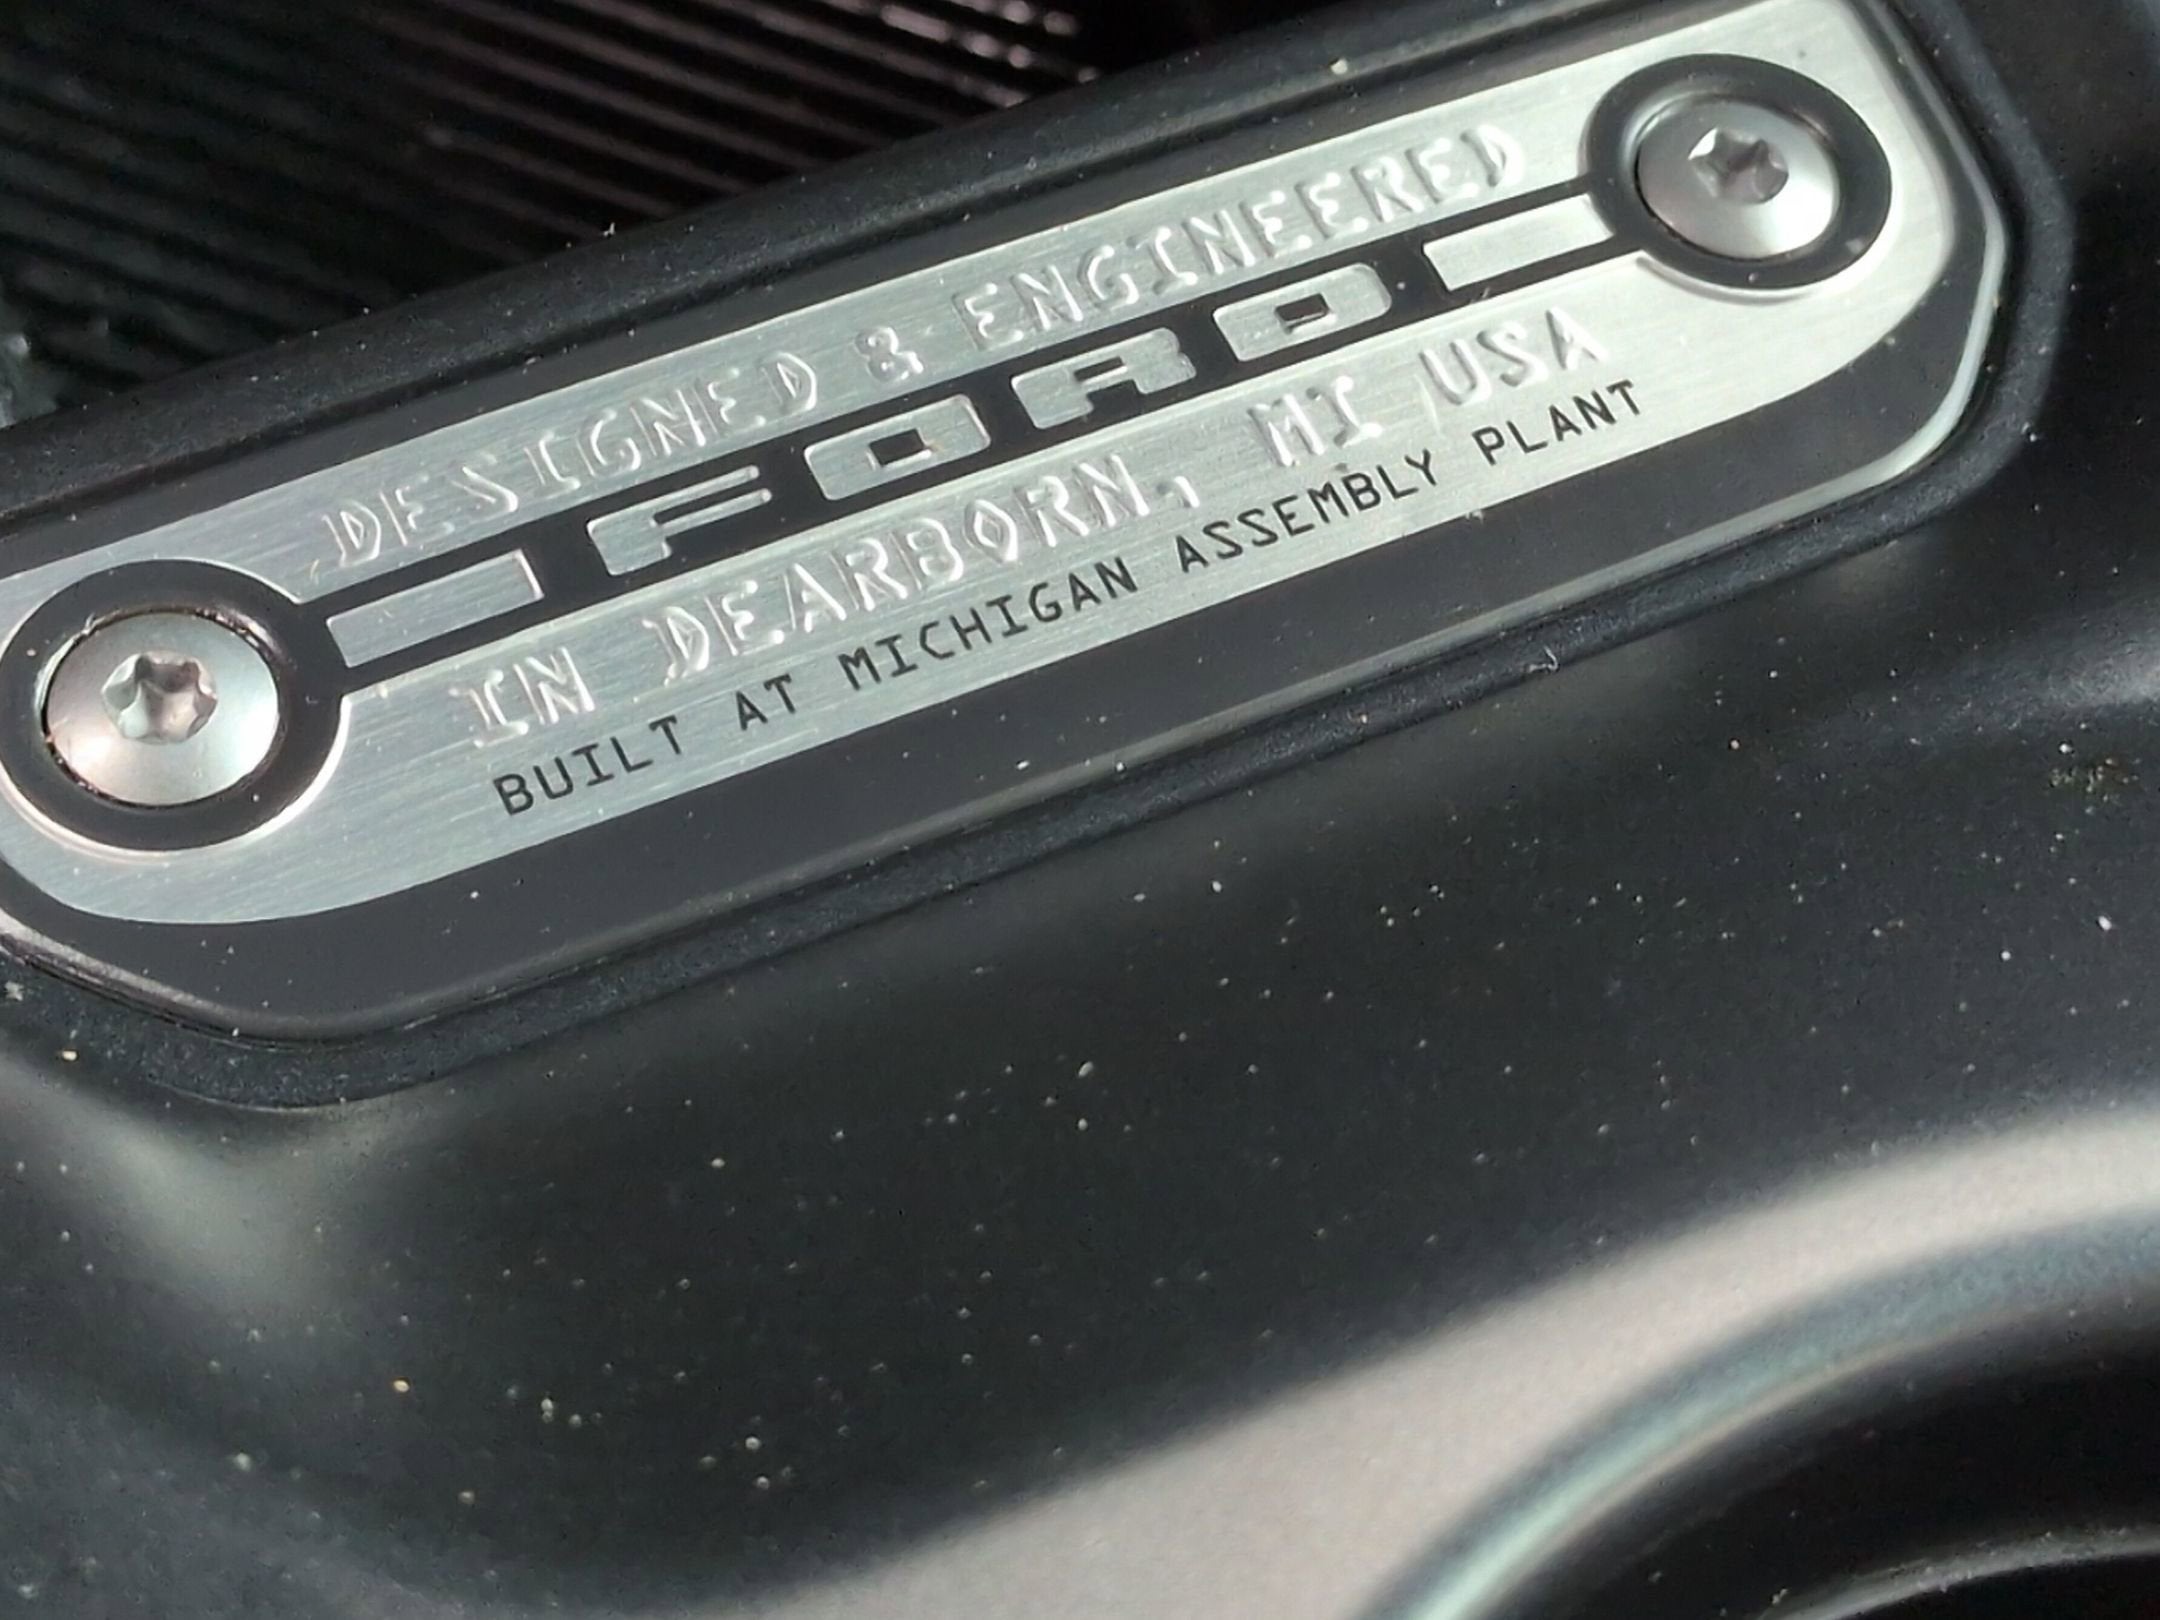 DESIGNED & ENGINEERED
FORD
IN DEARBORN, MI USA
BUILT AT MICHIGAN ASSEMBLY PLANT